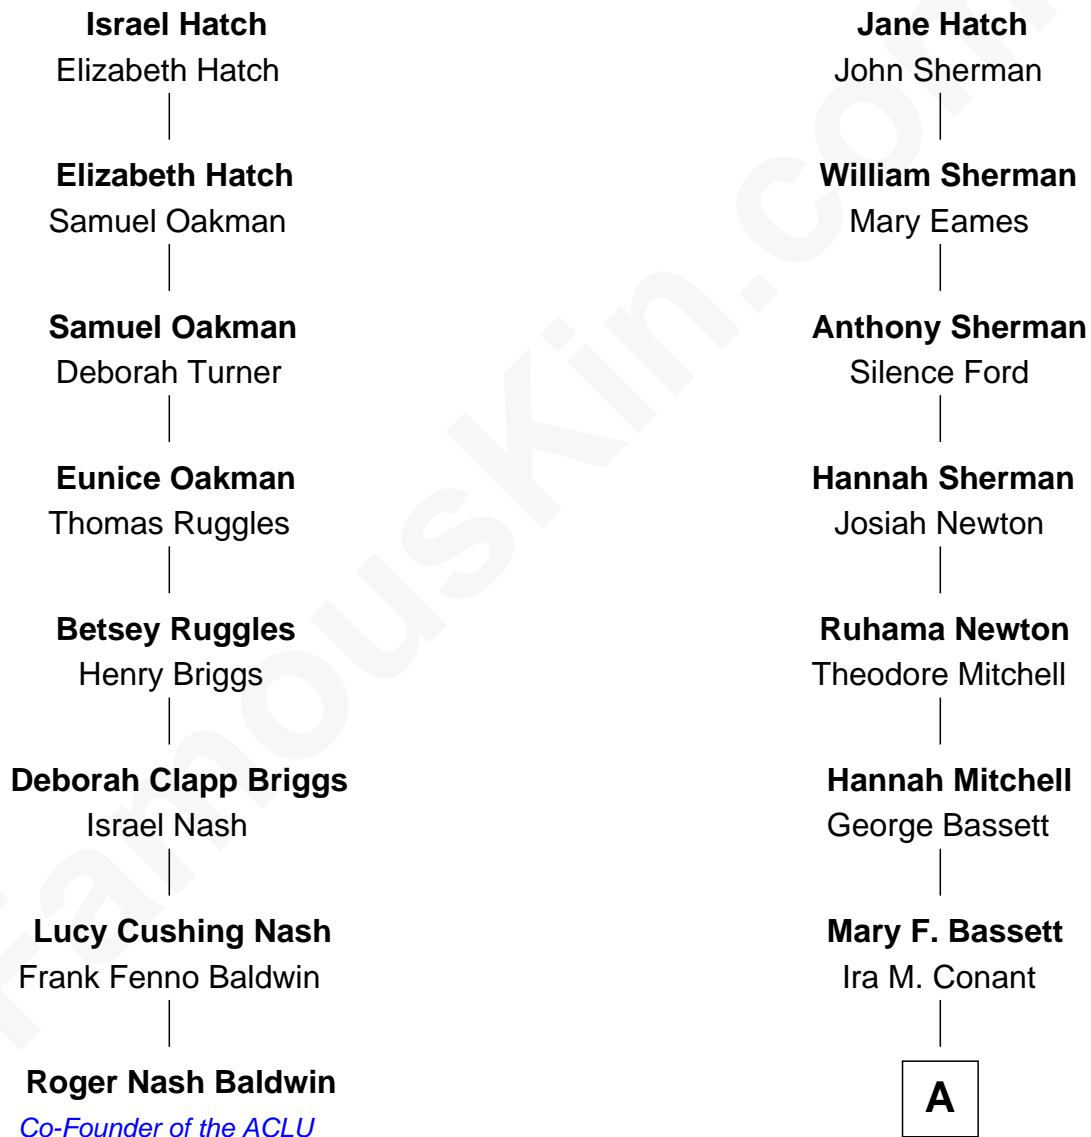 Israel Hatch
Elizabeth Hatch
Elizabeth Hatch
Samuel Oakman
Samuel Oakman
Deborah Turner
Eunice Oakman
Thomas Ruggles
Betsey Ruggles
Henry Briggs
Deborah Clapp Briggs
Israel Nash
Lucy Cushing Nash
Frank Fenno Baldwin
Roger Nash Baldwin
Co-Founder of the ACLU
Jane Hatch
John Sherman
William Sherman
Mary Eames
Anthony Sherman
Silence Ford
Hannah Sherman
Josiah Newton
Ruhama Newton
Theodore Mitchell
Hannah Mitchell
George Bassett
Mary F. Bassett
Ira M. Conant
A
FamousKin.com